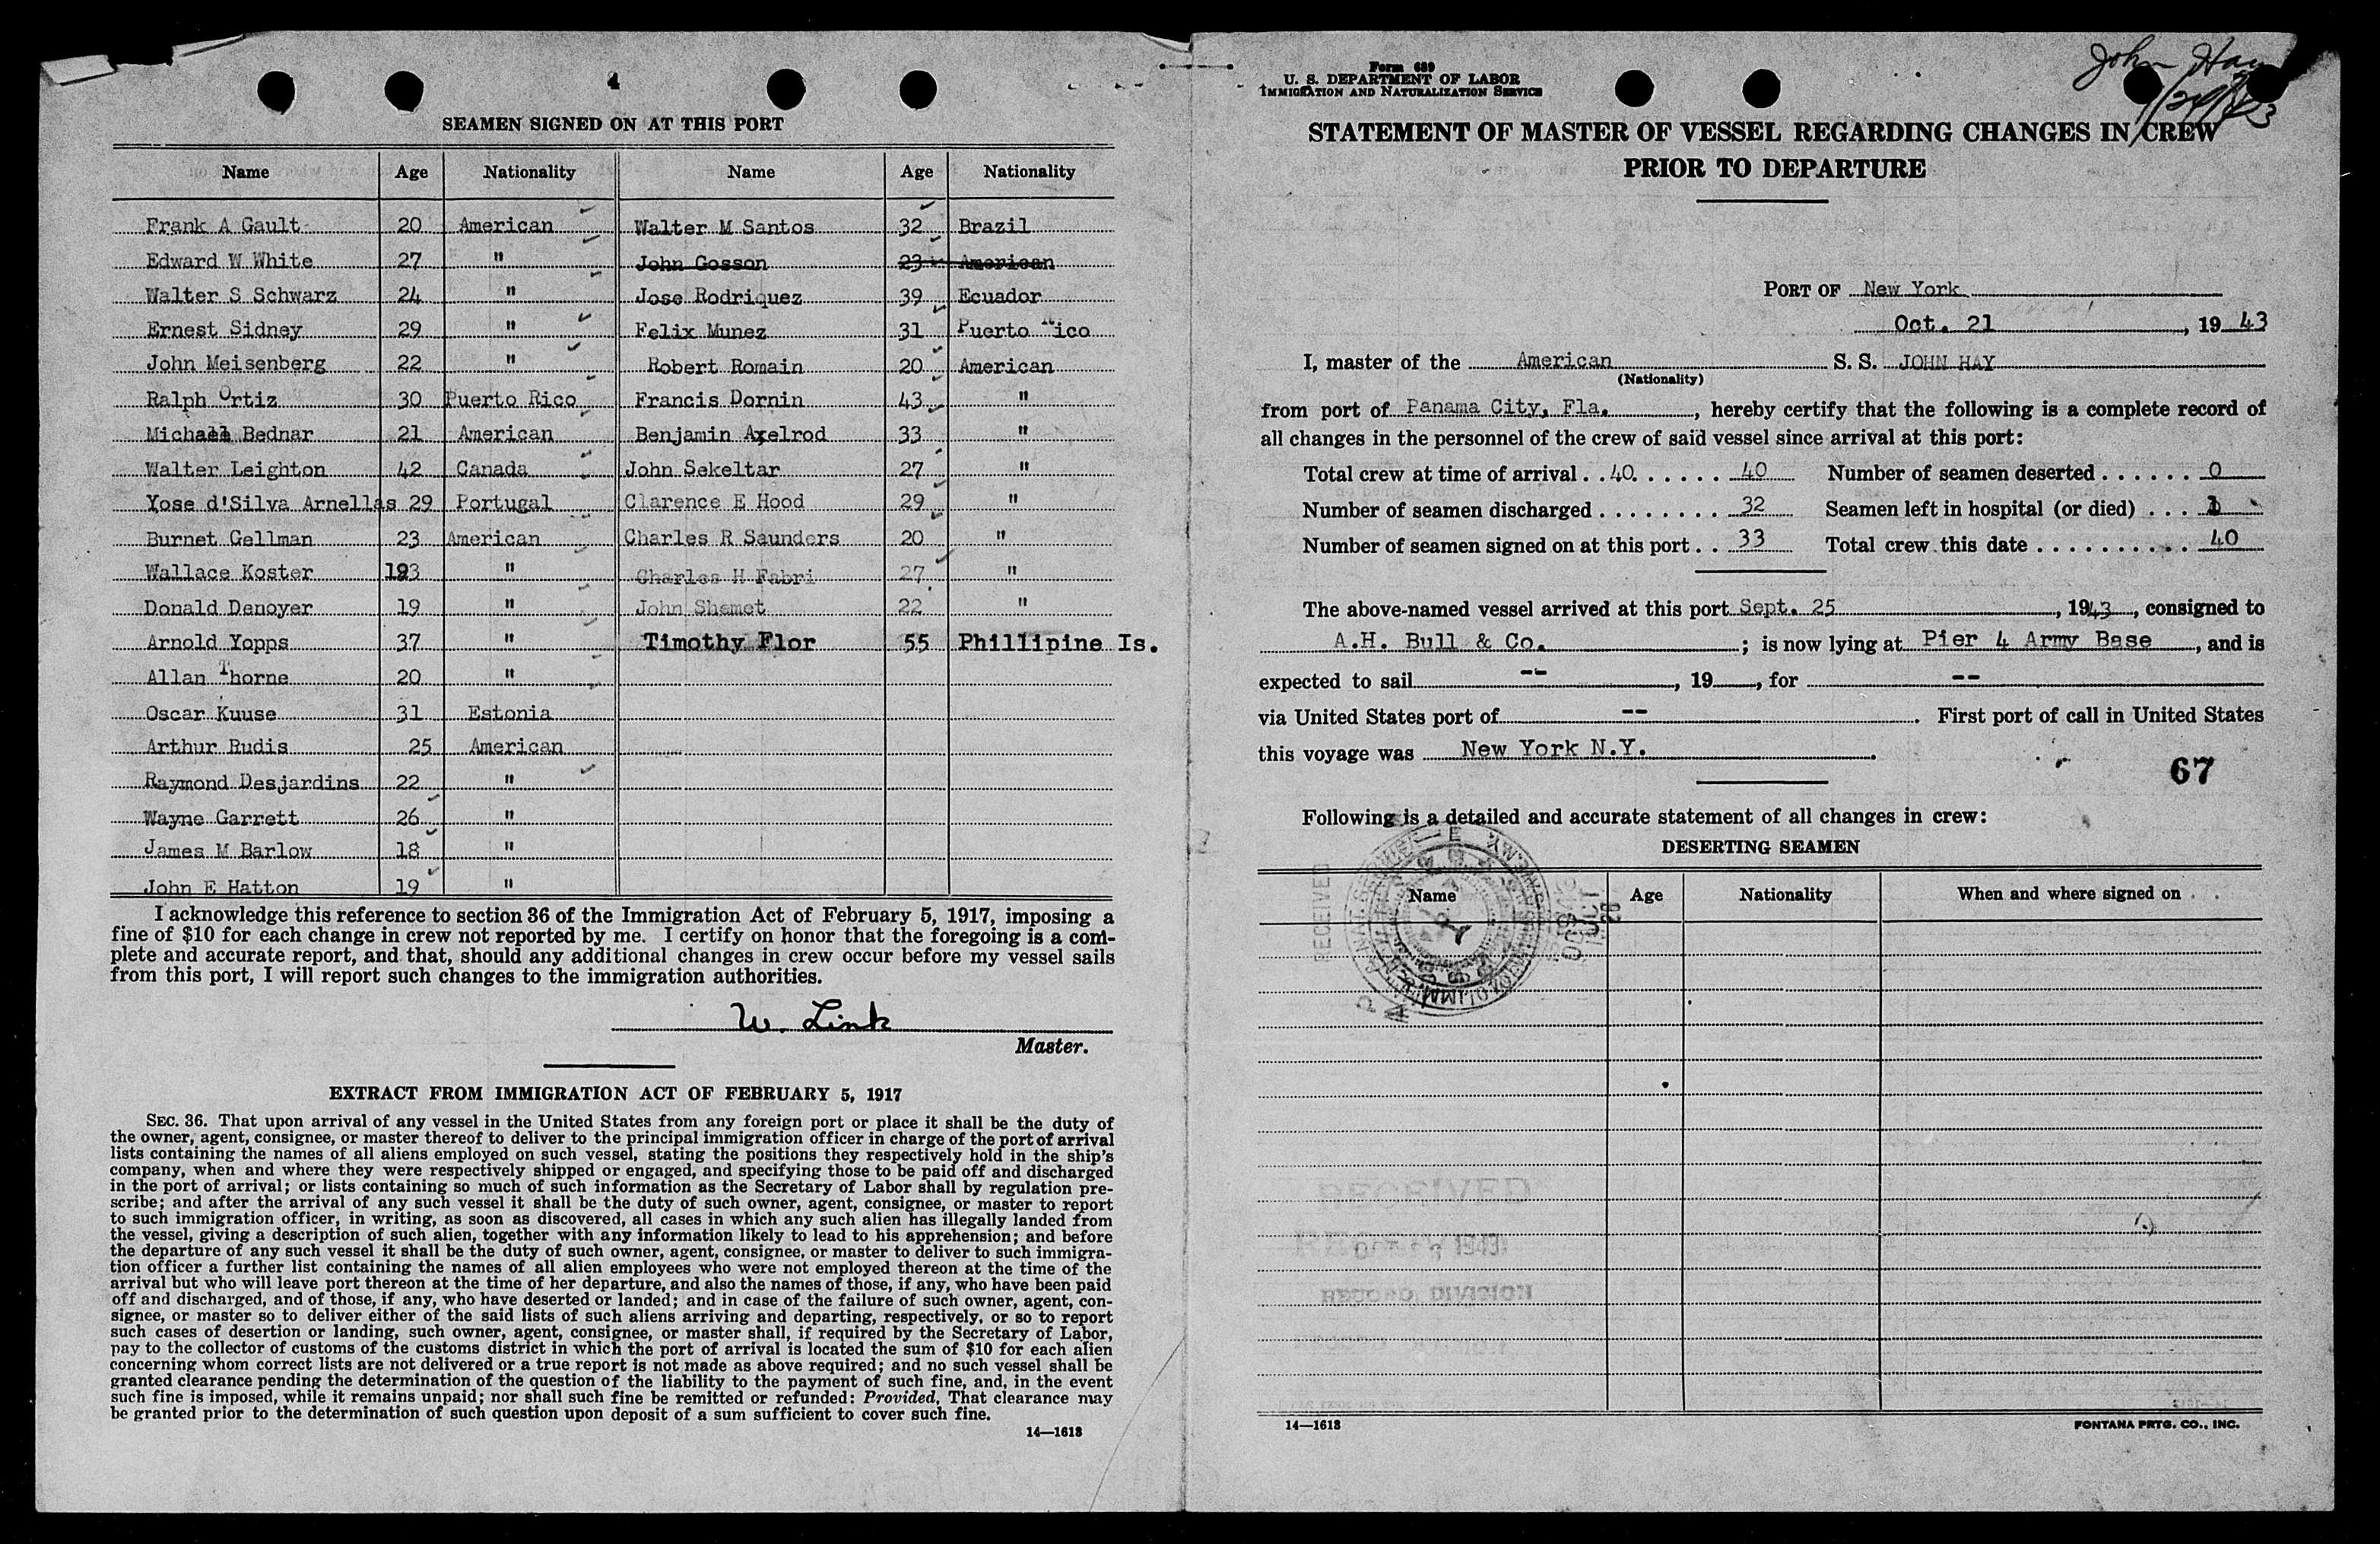 4
SEAMEN SIGNED ON AT THIS PORT
Name Age Nationality Name Age Nationality
Frank A Gault 20 American Walter M Santos 32 Brazil
Edward W White 27 " John Gosson 23 American
Walter S Schwarz 24 " Jose Rodriquez 39 Ecuador
Ernest Sidney 29 " Felix Munez 31 Puerto Rico
John Meisenberg 22 " Robert Romain 20 American
Ralph Ortiz 30 Puerto Rico Francis Dornin 43 "
Michael Bednar 21 American Benjamin Axelrod 33 "
Walter Leighton 42 Canada John Sekeltar 27 "
Yose d'Silva Arnellas 29 Portugal Clarence E Hood 29 "
Burnet Gellman 23 American Charles R Saunders 20 "
Wallace Koster 193 " Charles H Fabri 27 "
Donald Denoyer 19 " John Shemet 22 "
Arnold Yopps 37 " Timothy Flor 55 Phillipine Is.
Allan Thorne 20 "
Oscar Kuuse 31 Estonia
Arthur Rudis 25 American
Raymond Desjardins 22 "
Wayne Garrett 26 "
James M Barlow 18 "
John E Hatton 19 "
I acknowledge this reference to section 36 of the Immigration Act of February 5, 1917, imposing a
fine of $10 for each change in crew not reported by me. I certify on honor that the foregoing is a com-
plete and accurate report, and that, should any additional changes in crew occur before my vessel sails
from this port, I will report such changes to the immigration authorities.
W. Link
Master.
EXTRACT FROM IMMIGRATION ACT OF FEBRUARY 5, 1917
SEC. 36. That upon arrival of any vessel in the United States from any foreign port or place it shall be the duty of
the owner, agent, consignee, or master thereof to deliver to the principal immigration officer in charge of the port of arrival
lists containing the names of all aliens employed on such vessel, stating the positions they respectively hold in the ship's
company, when and where they were respectively shipped or engaged, and specifying those to be paid off and discharged
in the port of arrival; or lists containing so much of such information as the Secretary of Labor shall by regulation pre-
scribe; and after the arrival of any such vessel it shall be the duty of such owner, agent, consignee, or master to report
to such immigration officer, in writing, as soon as discovered, all cases in which any such alien has illegally landed from
the vessel, giving a description of such alien, together with any information likely to lead to his apprehension; and before
the departure of any such vessel it shall be the duty of such owner, agent, consignee, or master to deliver to such immigra-
tion officer a further list containing the names of all alien employees who were not employed thereon at the time of the
arrival but who will leave port thereon at the time of her departure, and also the names of those, if any, who have been paid
off and discharged, and of those, if any, who have deserted or landed; and in case of the failure of such owner, agent, con-
signee, or master so to deliver either of the said lists of such aliens arriving and departing, respectively, or so to report
such cases of desertion or landing, such owner, agent, consignee, or master shall, if required by the Secretary of Labor,
pay to the collector of customs of the customs district in which the port of arrival is located the sum of $10 for each alien
concerning whom correct lists are not delivered or a true report is not made as above required; and no such vessel shall be
granted clearance pending the determination of the question of the liability to the payment of such fine, and, in the event
such fine is imposed, while it remains unpaid; nor shall such fine be remitted or refunded: Provided, That clearance may
be granted prior to the determination of such question upon deposit of a sum sufficient to cover such fine.
14—1618
John Hay
Form 689
U. S. DEPARTMENT OF LABOR
IMMIGRATION AND NATURALIZATION SERVICE
STATEMENT OF MASTER OF VESSEL REGARDING CHANGES IN CREW
PRIOR TO DEPARTURE
PORT OF New York
Oct. 21, 1943
I, master of the American S. S. JOHN HAY
(Nationality)
from port of Panama City, Fla., hereby certify that the following is a complete record of
all changes in the personnel of the crew of said vessel since arrival at this port:
Total crew at time of arrival . . 40 . . . . . . 40 Number of seamen deserted . . . . . . 0
Number of seamen discharged . . . . . . . . 32 Seamen left in hospital (or died) . . . 1
Number of seamen signed on at this port . . 33 Total crew this date . . . . . . . . . . 40
The above-named vessel arrived at this port Sept. 25, 1943, consigned to
A.H. Bull & Co. ; is now lying at Pier 4 Army Base, and is
expected to sail --, 19 , for --
via United States port of --. First port of call in United States
this voyage was New York N.Y.
67
Following is a detailed and accurate statement of all changes in crew:
DESERTING SEAMEN
Name Age Nationality When and where signed on
RECEIVED
RECEIVED
1943
RECORD DIVISION
14—1618
FONTANA PRTG. CO., INC.